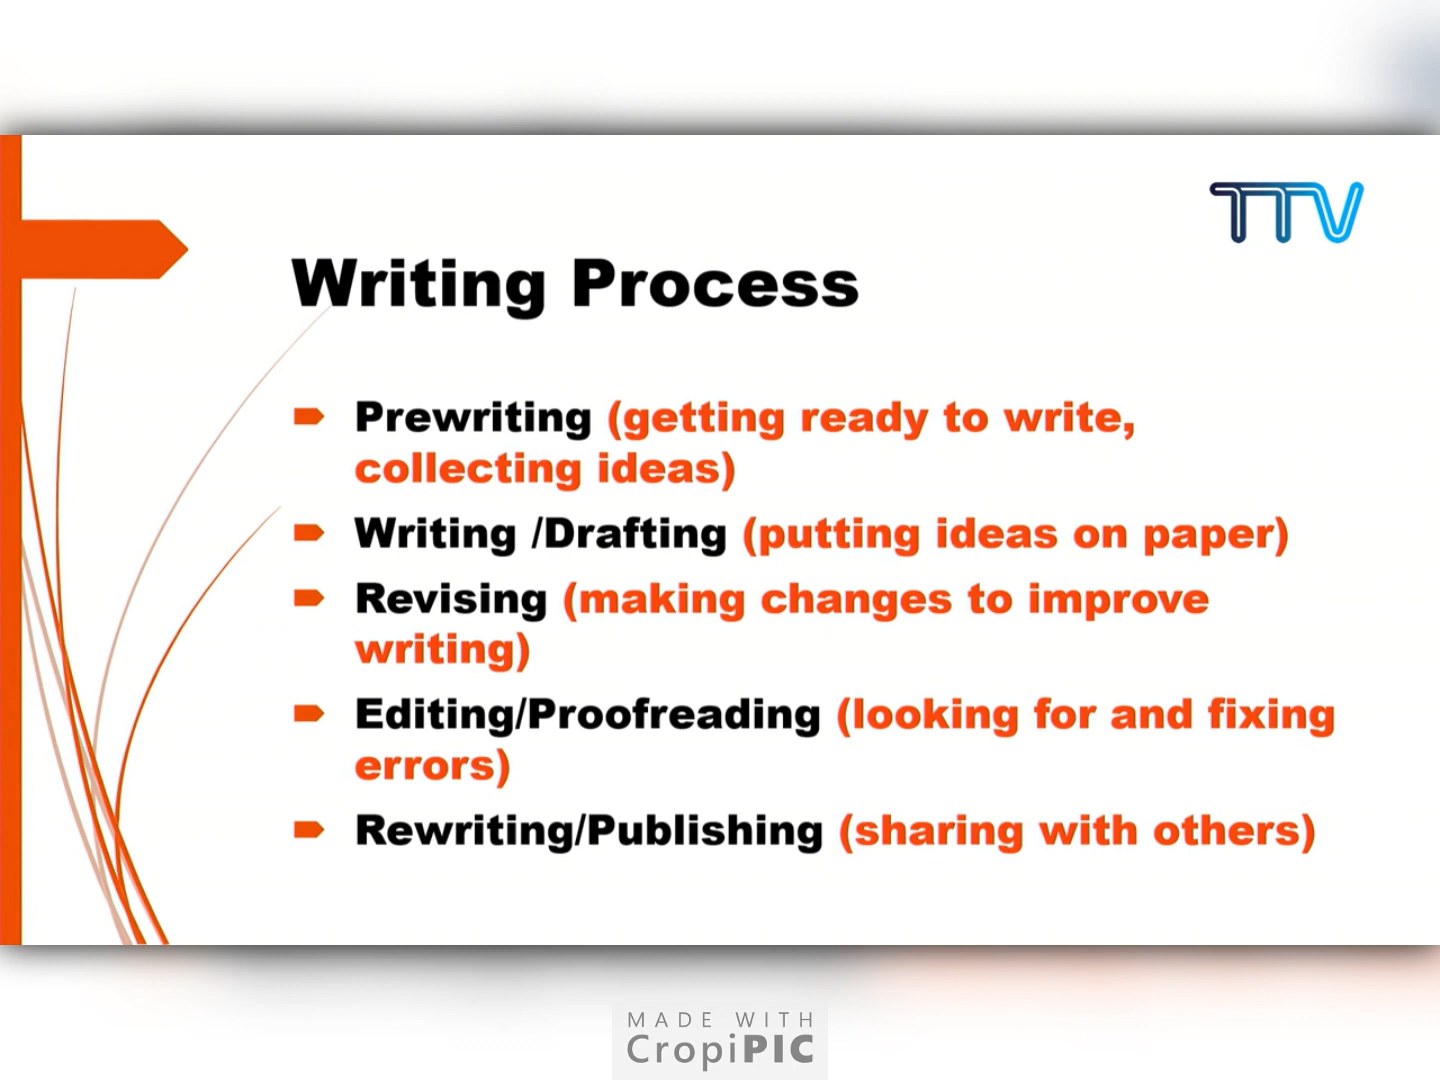 TTV
Writing Process
Prewriting (getting ready to write,
collecting ideas)
Writing /Drafting (putting ideas on paper)
Revising (making changes to improve
writing)
Editing/Proofreading (looking for and fixing
errors)
Rewriting/Publishing (sharing with others)
MADE WITH
CropiPIC